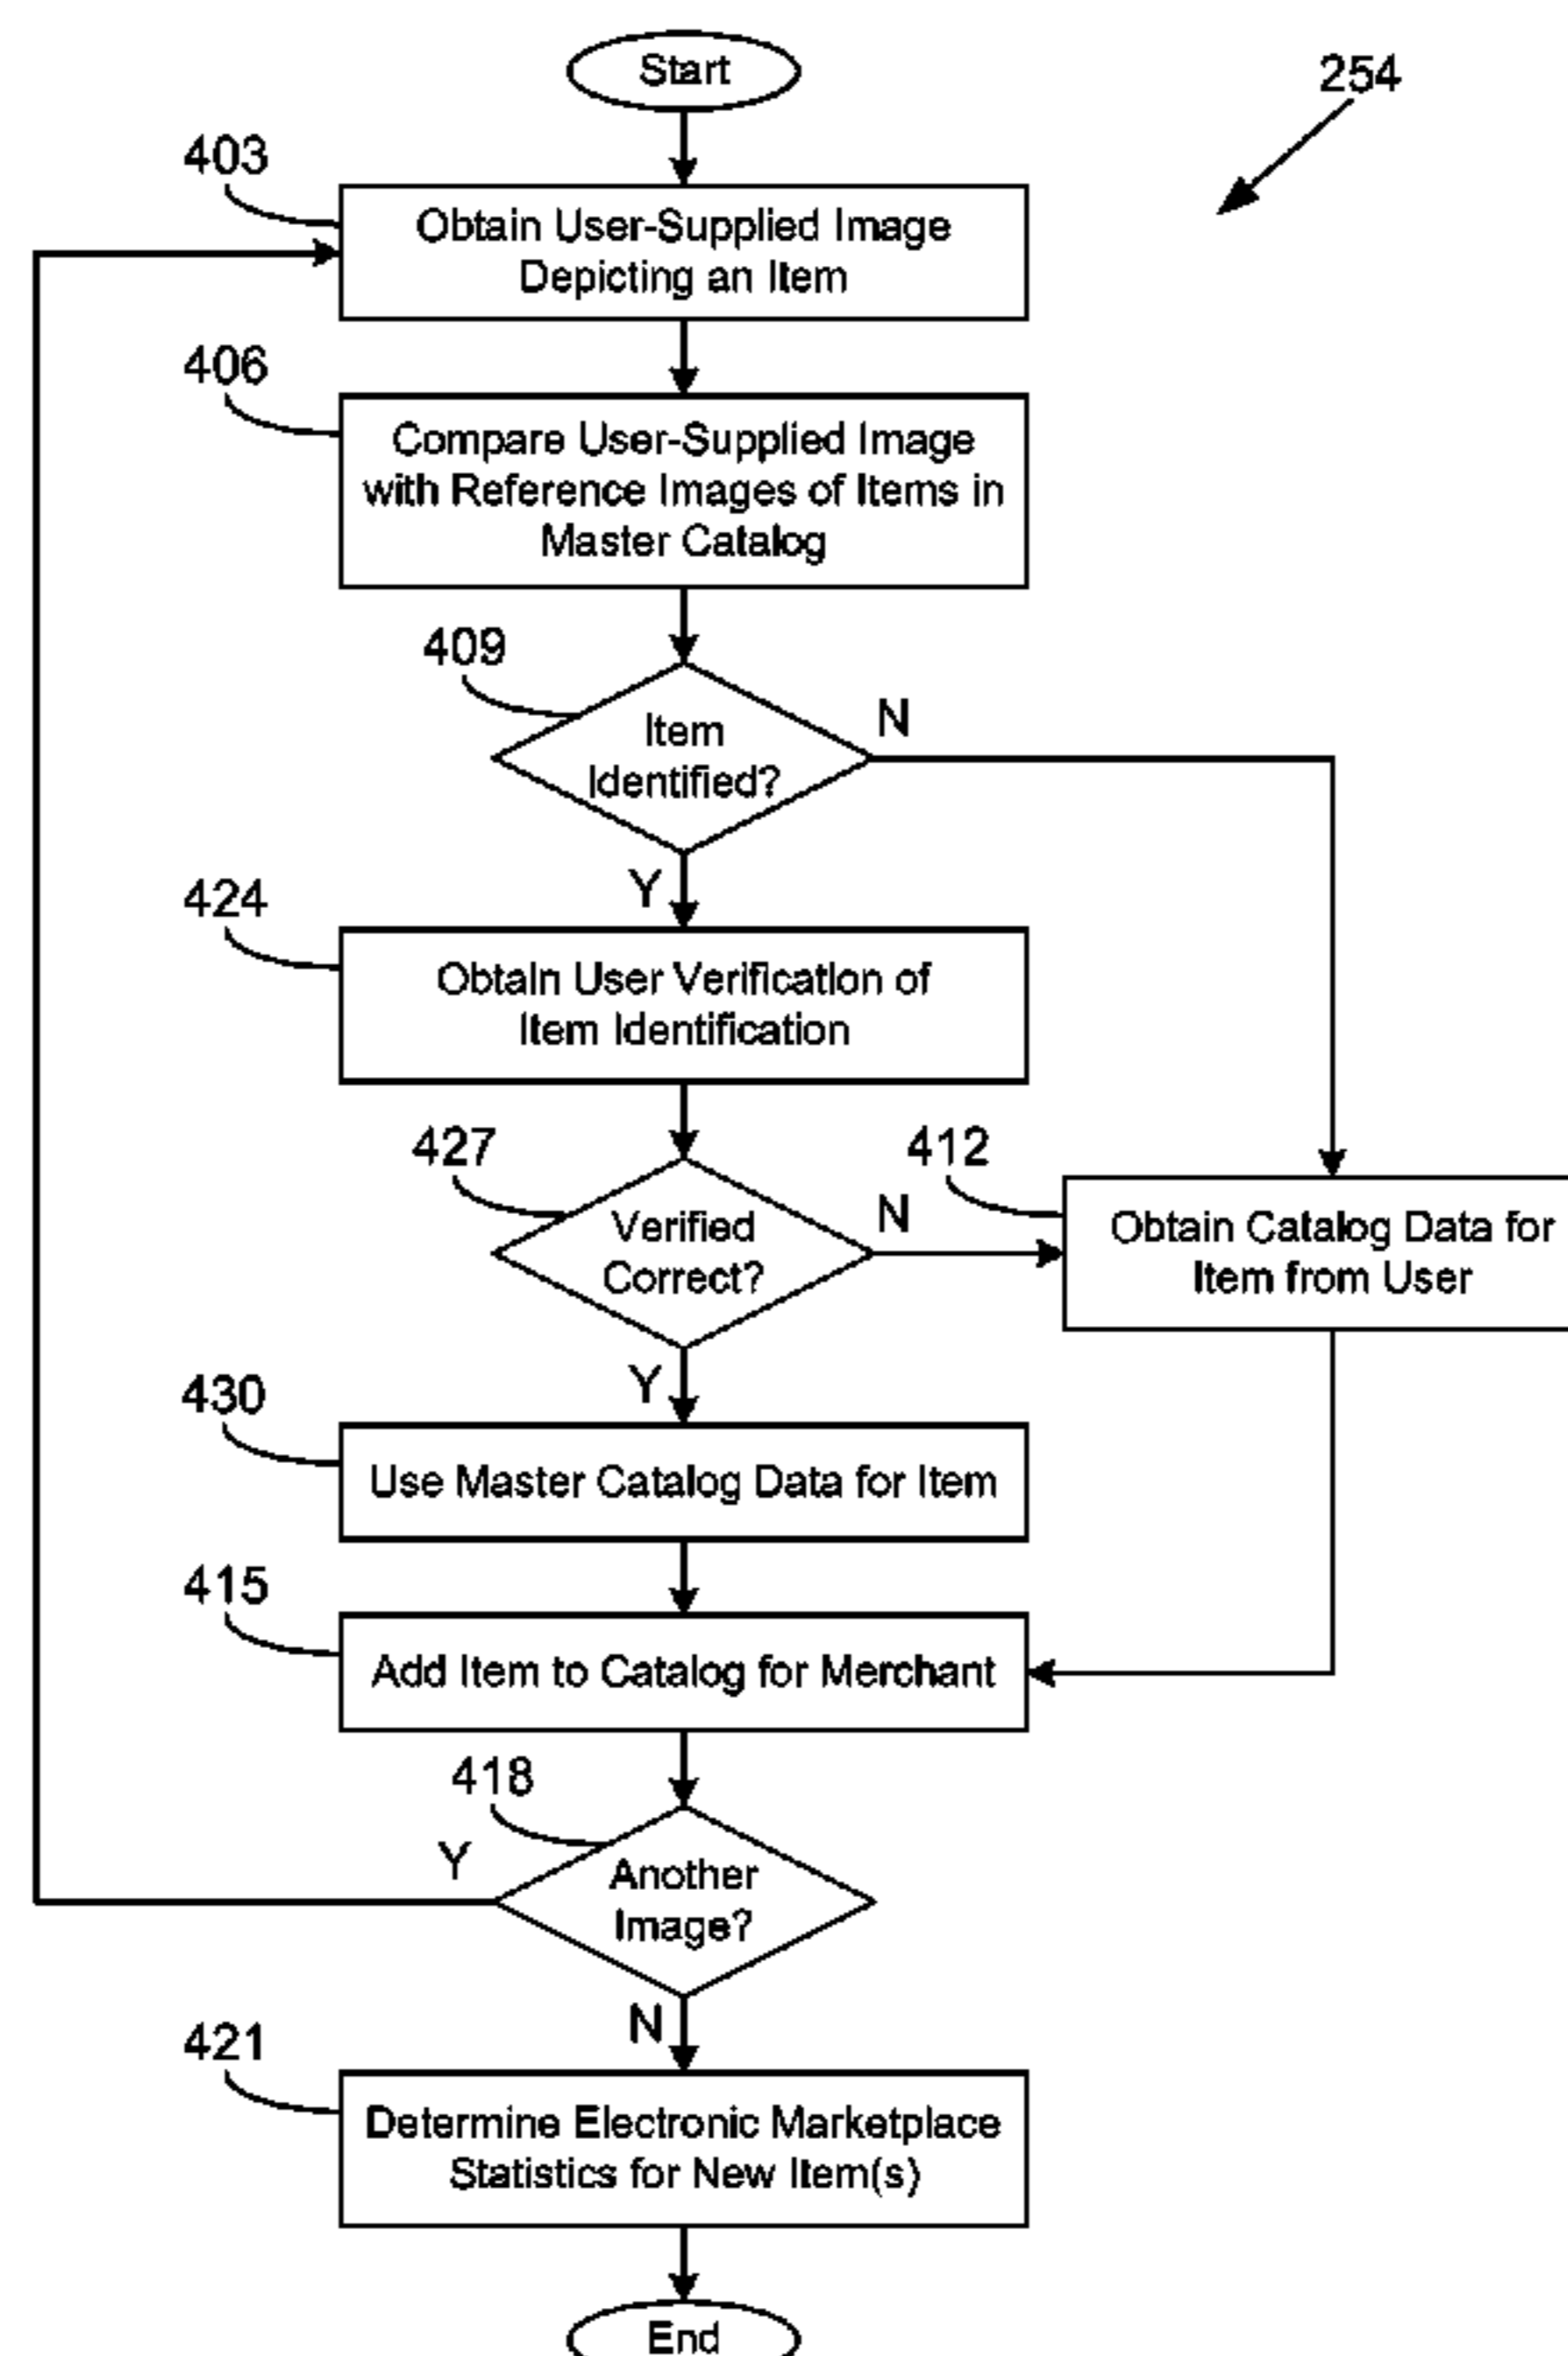 Start
254
403
Obtain User-Supplied Image
Depicting an Item
406
Compare User-Supplied Image
with Reference Images of Items in
Master Catalog
409
Item
Identified?
N
Y
424
Obtain User Verification of
Item Identification
427
Verified
Correct?
N
412
Obtain Catalog Data for
Item from User
Y
430
Use Master Catalog Data for Item
415
Add Item to Catalog for Merchant
418
Y
Another
Image?
N
421
Determine Electronic Marketplace
Statistics for New Item(s)
End